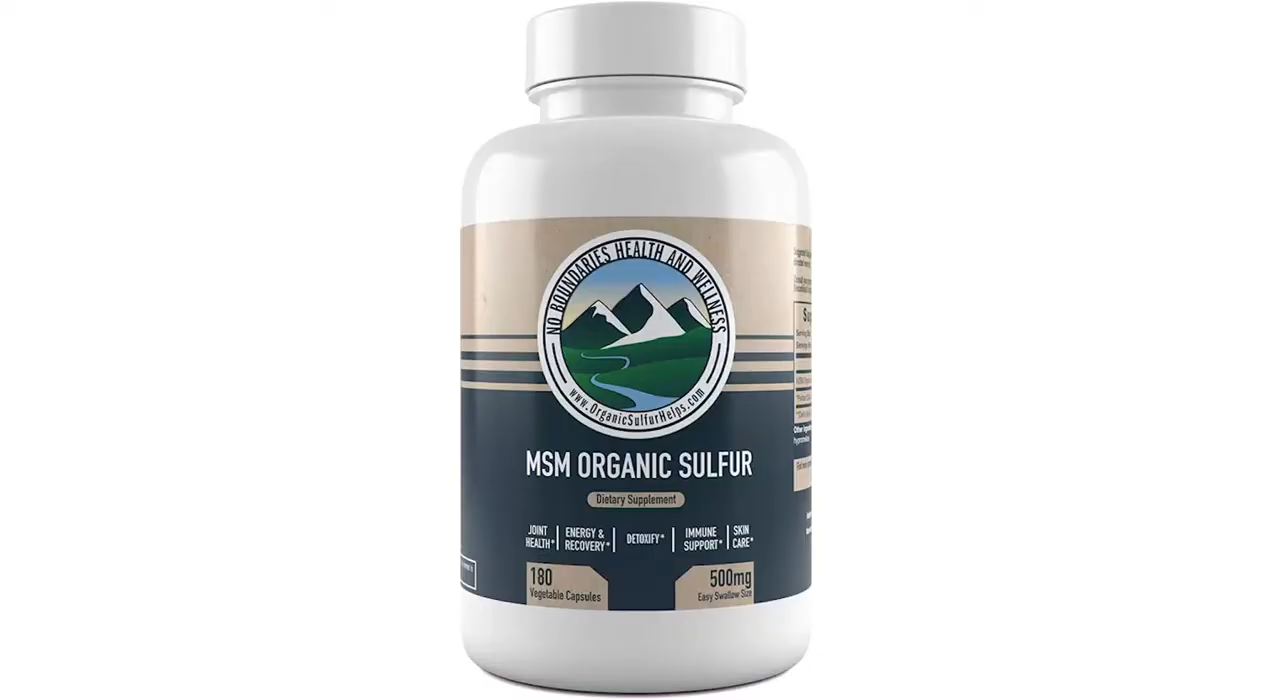 NO BOUNDARIES HEALTH AND WELLNESS
www.OrganicSulfurHelps.com
MSM ORGANIC SULFUR
Dietary Supplement
JOINT
HEALTH*
ENERGY &
RECOVERY*
DETOXIFY*
IMMUNE
SUPPORT*
SKIN
CARE*
180
Vegetable Capsules
500mg
Easy Swallow Size